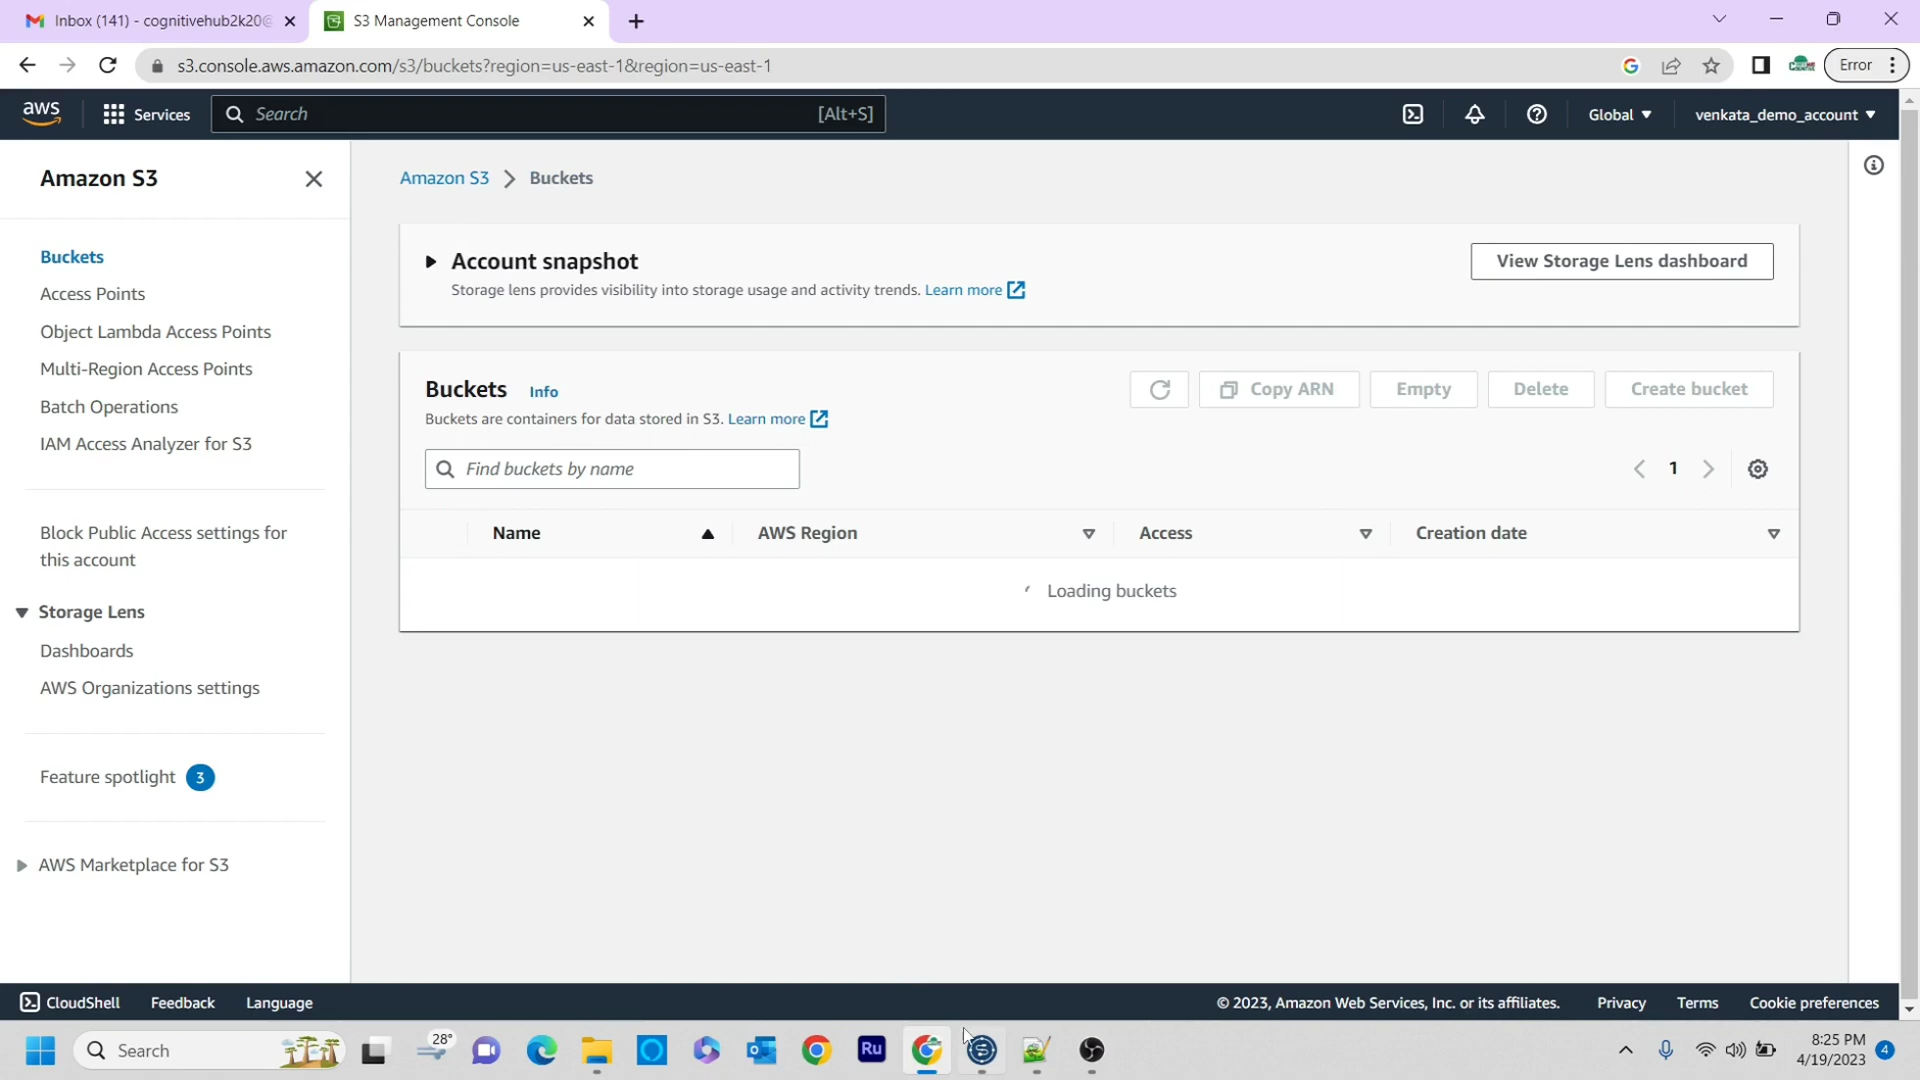 Inbox (141) - cognitivehub2k20@
S3 Management Console
s3.console.aws.amazon.com/s3/buckets?region=us-east-1&region=us-east-1
Error
aws
Services
Search
[Alt+S]
Global
venkata_demo_account
Amazon S3
Buckets
Access Points
Object Lambda Access Points
Multi-Region Access Points
Batch Operations
IAM Access Analyzer for S3
Block Public Access settings for
this account
Storage Lens
Dashboards
AWS Organizations settings
Feature spotlight 3
AWS Marketplace for S3
Amazon S3 > Buckets
Account snapshot
Storage lens provides visibility into storage usage and activity trends. Learn more
View Storage Lens dashboard
Buckets Info
Buckets are containers for data stored in S3. Learn more
Copy ARN
Empty
Delete
Create bucket
Find buckets by name
1
Name
AWS Region
Access
Creation date
Loading buckets
CloudShell
Feedback
Language
© 2023, Amazon Web Services, Inc. or its affiliates.
Privacy
Terms
Cookie preferences
Search
28°
Ru
8:25 PM
4/19/2023
4